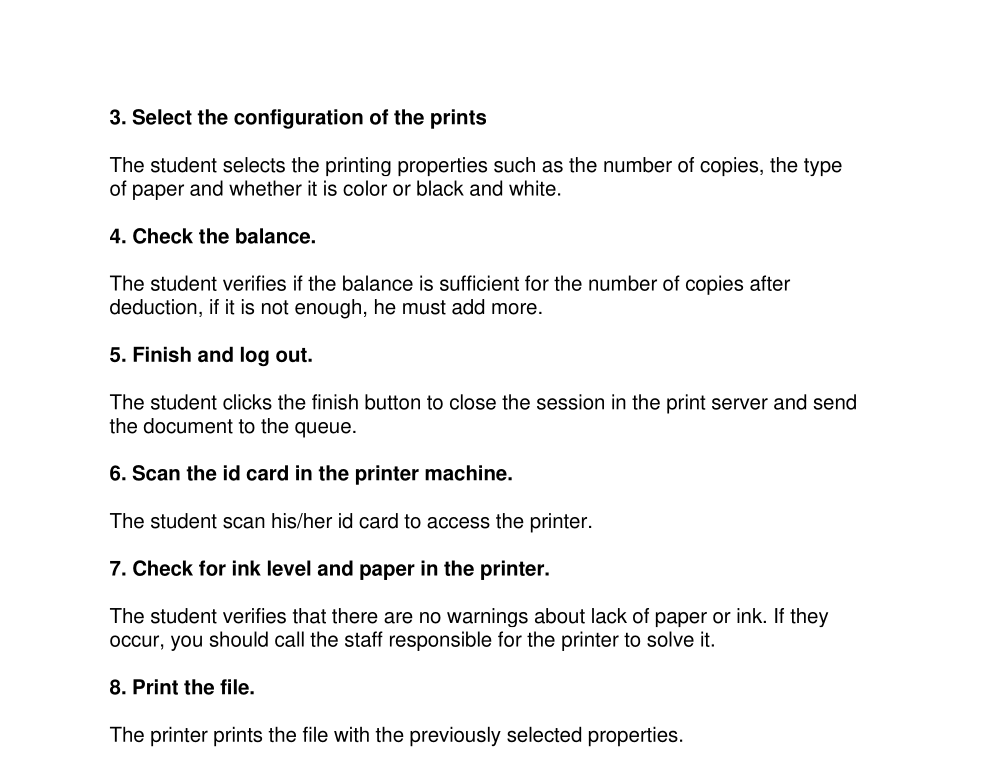 3. Select the configuration of the prints
The student selects the printing properties such as the number of copies, the type
of paper and whether it is color or black and white.
4. Check the balance.
The student verifies if the balance is sufficient for the number of copies after
deduction, if it is not enough, he must add more.
5. Finish and log out.
The student clicks the finish button to close the session in the print server and send
the document to the queue.
6. Scan the id card in the printer machine.
The student scan his/her id card to access the printer.
7. Check for ink level and paper in the printer.
The student verifies that there are no warnings about lack of paper or ink. If they
occur, you should call the staff responsible for the printer to solve it.
8. Print the file.
The printer prints the file with the previously selected properties.